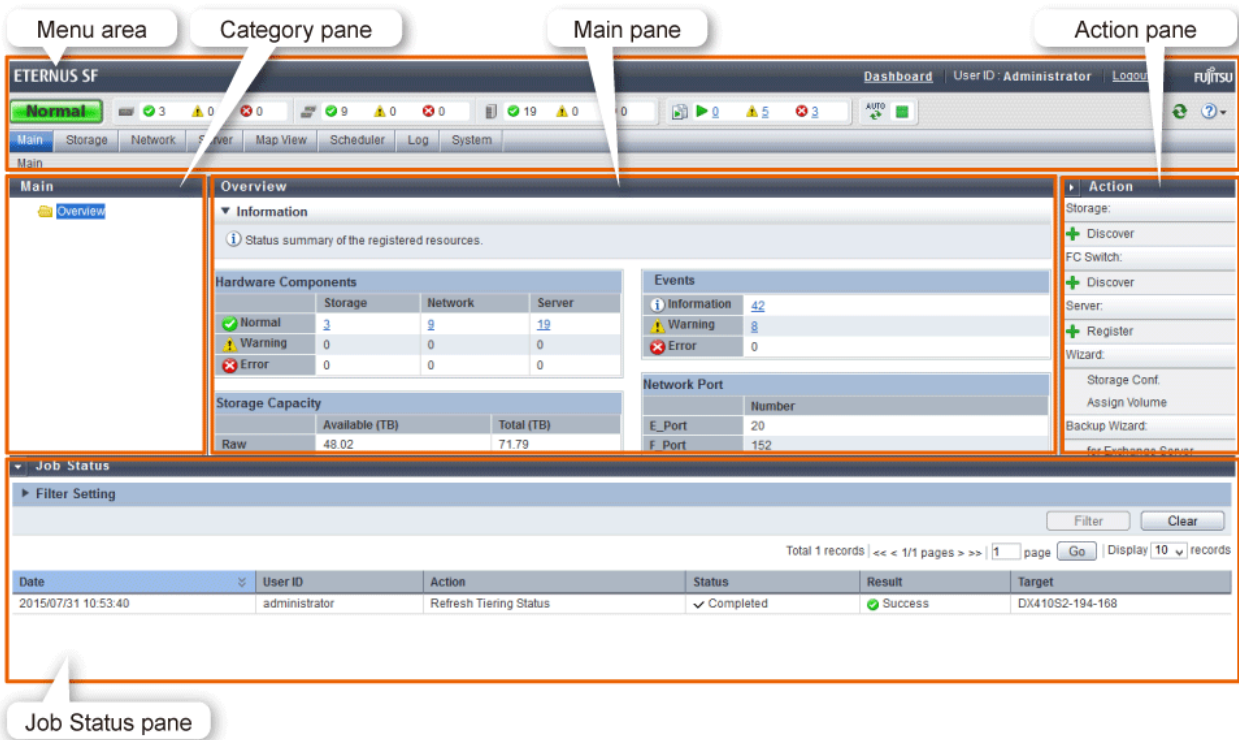 Menu area
Category pane
Main pane
Action pane
ETERNUS SF
Dashboard
User ID : Administrator
FUJITSU
Normal
3 0 0
9 0 0
19 0 0
0 5 3
AUTO
Main Storage Network Server Map View Scheduler Log System
Main
Main
Overview
Overview
Information
Status summary of the registered resources.
Hardware Components
Storage Network Server
Normal 3 9 19
Warning 0 0 0
Error 0 0 0
Storage Capacity
Available (TB) Total (TB)
Raw 48.02 71.79
Events
Information 42
Warning 8
Error 0
Network Port
Number
E_Port 20
F_Port 152
Action
Storage:
Discover
FC Switch:
Discover
Server:
Register
Wizard:
Storage Conf.
Assign Volume
Backup Wizard:
for Exchange Server
Job Status
Filter Setting
Filter Clear
Total 1 records | << < 1/1 pages > >> | 1 page Go | Display 10 records
Date User ID Action Status Result Target
2015/07/31 10:53:40 administrator Refresh Tiering Status Completed Success DX410S2-194-168
Job Status pane